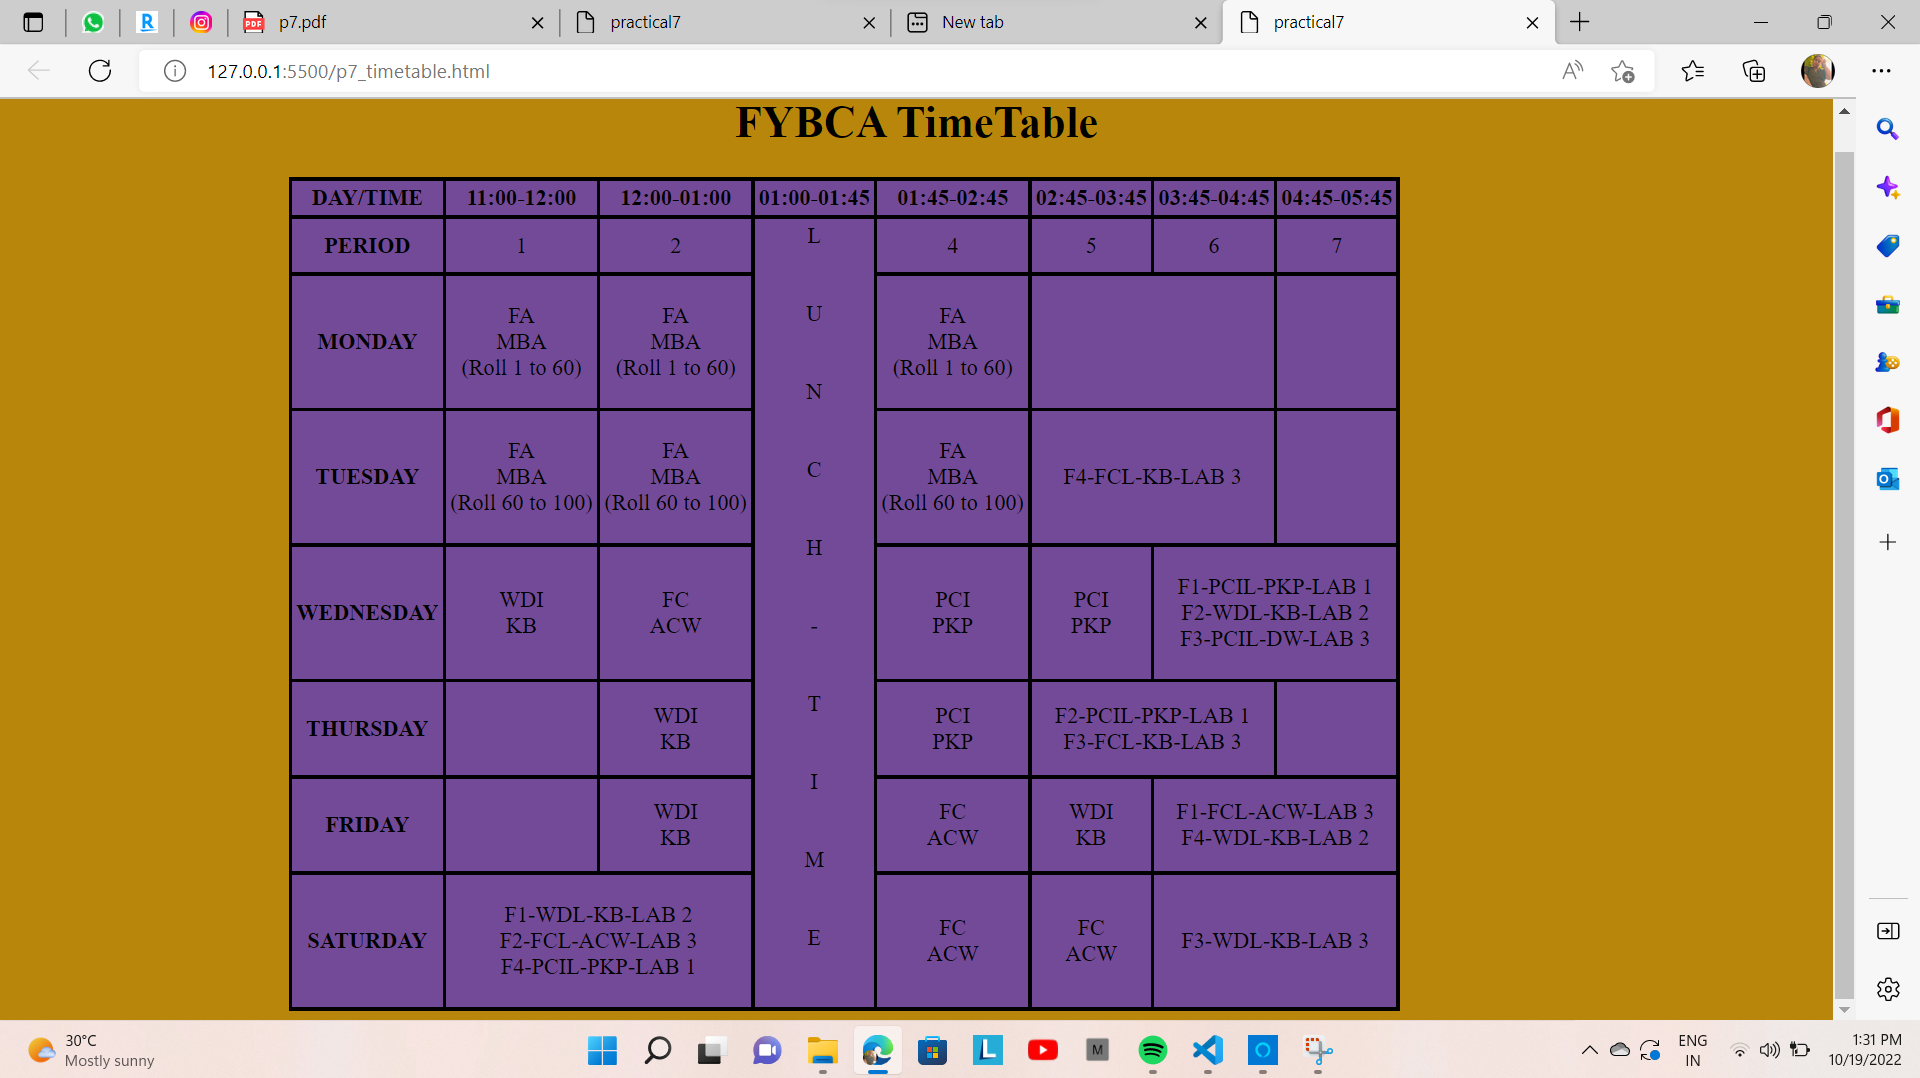 p7.pdf
practical7
New tab
practical7
127.0.0.1:5500/p7_timetable.html
FYBCA TimeTable
DAY/TIME 11:00-12:00 12:00-01:00 01:00-01:45 01:45-02:45 02:45-03:45 03:45-04:45 04:45-05:45
PERIOD 1 2 4 5 6 7
L
U
N
C
H
-
T
I
M
E
MONDAY
FA
MBA
(Roll 1 to 60)
FA
MBA
(Roll 1 to 60)
FA
MBA
(Roll 1 to 60)
TUESDAY
FA
MBA
(Roll 60 to 100)
FA
MBA
(Roll 60 to 100)
FA
MBA
(Roll 60 to 100)
F4-FCL-KB-LAB 3
WEDNESDAY
WDI
KB
FC
ACW
PCI
PKP
PCI
PKP
F1-PCIL-PKP-LAB 1
F2-WDL-KB-LAB 2
F3-PCIL-DW-LAB 3
THURSDAY
WDI
KB
PCI
PKP
F2-PCIL-PKP-LAB 1
F3-FCL-KB-LAB 3
FRIDAY
WDI
KB
FC
ACW
WDI
KB
F1-FCL-ACW-LAB 3
F4-WDL-KB-LAB 2
SATURDAY
F1-WDL-KB-LAB 2
F2-FCL-ACW-LAB 3
F4-PCIL-PKP-LAB 1
FC
ACW
FC
ACW
F3-WDL-KB-LAB 3
30°C
Mostly sunny
ENG
IN
1:31 PM
10/19/2022